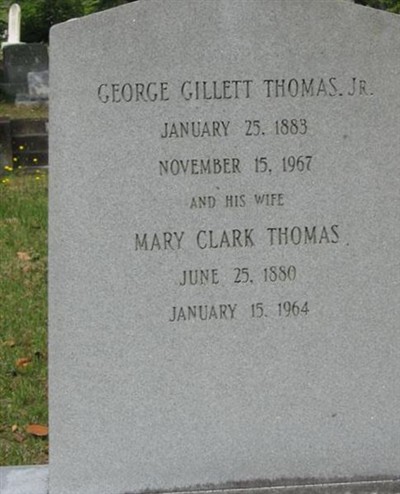 GEORGE GILLETT THOMAS, JR.
JANUARY 25, 1883
NOVEMBER 15, 1967
AND HIS WIFE
MARY CLARK THOMAS
JUNE 25, 1880
JANUARY 15, 1964